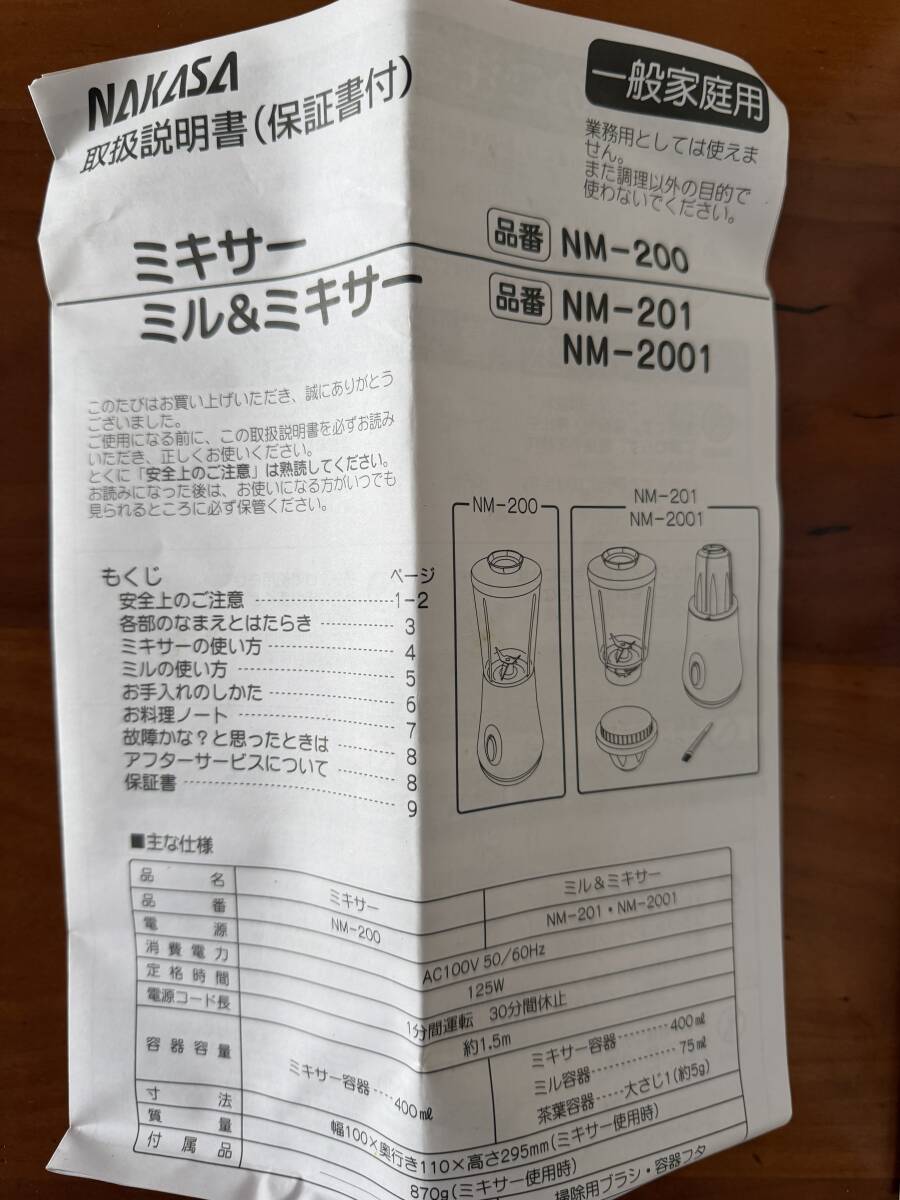 NAKASA
取扱説明書(保証書付)
一般家庭用
業務用としては使えま
せん。
また調理以外の目的で
使わないでください。
ミキサー
品番 NM-200
ミル&ミキサー
品番 NM-201
NM-2001
このたびはお買い上げいただき、誠にありがとう
ございました。
ご使用になる前に、この取扱説明書を必ずお読み
いただき、正しくお使いください。
とくに「安全上のご注意」は熟読してください。
お読みになった後は、お使いになる方がいつでも
見られるところに必ず保管ください。
もくじ ページ
安全上のご注意 1-2
各部のなまえとはたらき 3
ミキサーの使い方 4
ミルの使い方 5
お手入れのしかた 6
お料理ノート 7
故障かな?と思ったときは 8
アフターサービスについて 8
保証書 9
NM-200
NM-201
NM-2001
■主な仕様
品名 ミキサー ミル&ミキサー
品番 NM-200 NM-201・NM-2001
電源 AC100V 50/60Hz
消費電力 125W
定格時間 1分間運転 30分間休止
電源コード長 約1.5m
容器容量 ミキサー容器‥‥400㎖
ミキサー容器‥‥‥‥400㎖
ミル容器‥‥‥‥‥‥75㎖
茶葉容器‥‥‥大さじ1(約5g)
寸法 幅100×奥行き110×高さ295mm(ミキサー使用時)
質量 870g(ミキサー使用時)
付属品 掃除用ブラシ・容器フタ